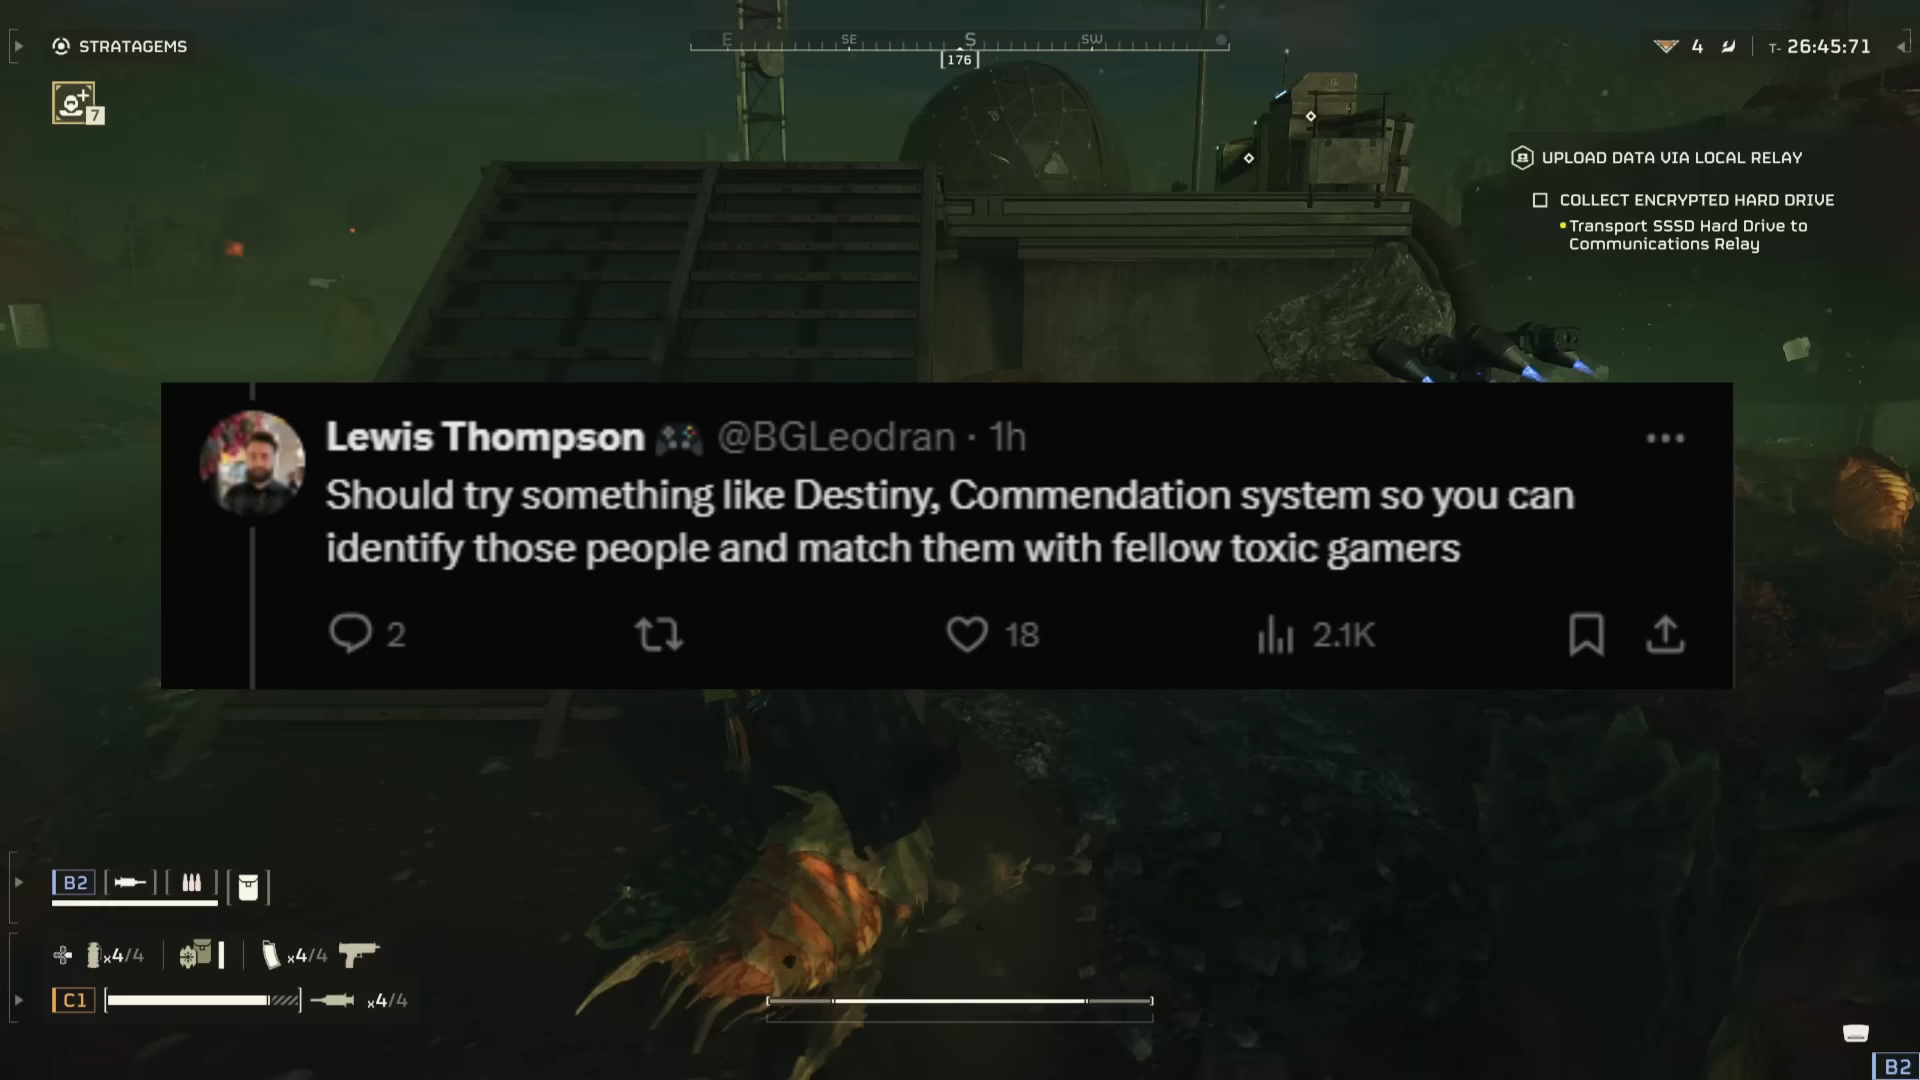 STRATAGEMS
7
E SE S SW
176
4 T- 26:45:71
UPLOAD DATA VIA LOCAL RELAY
COLLECT ENCRYPTED HARD DRIVE
Transport SSSD Hard Drive to
Communications Relay
Lewis Thompson @BGLeodran · 1h
Should try something like Destiny, Commendation system so you can
identify those people and match them with fellow toxic gamers
2 18 2.1K
B2
x4/4 x4/4
C1 x4/4
B2